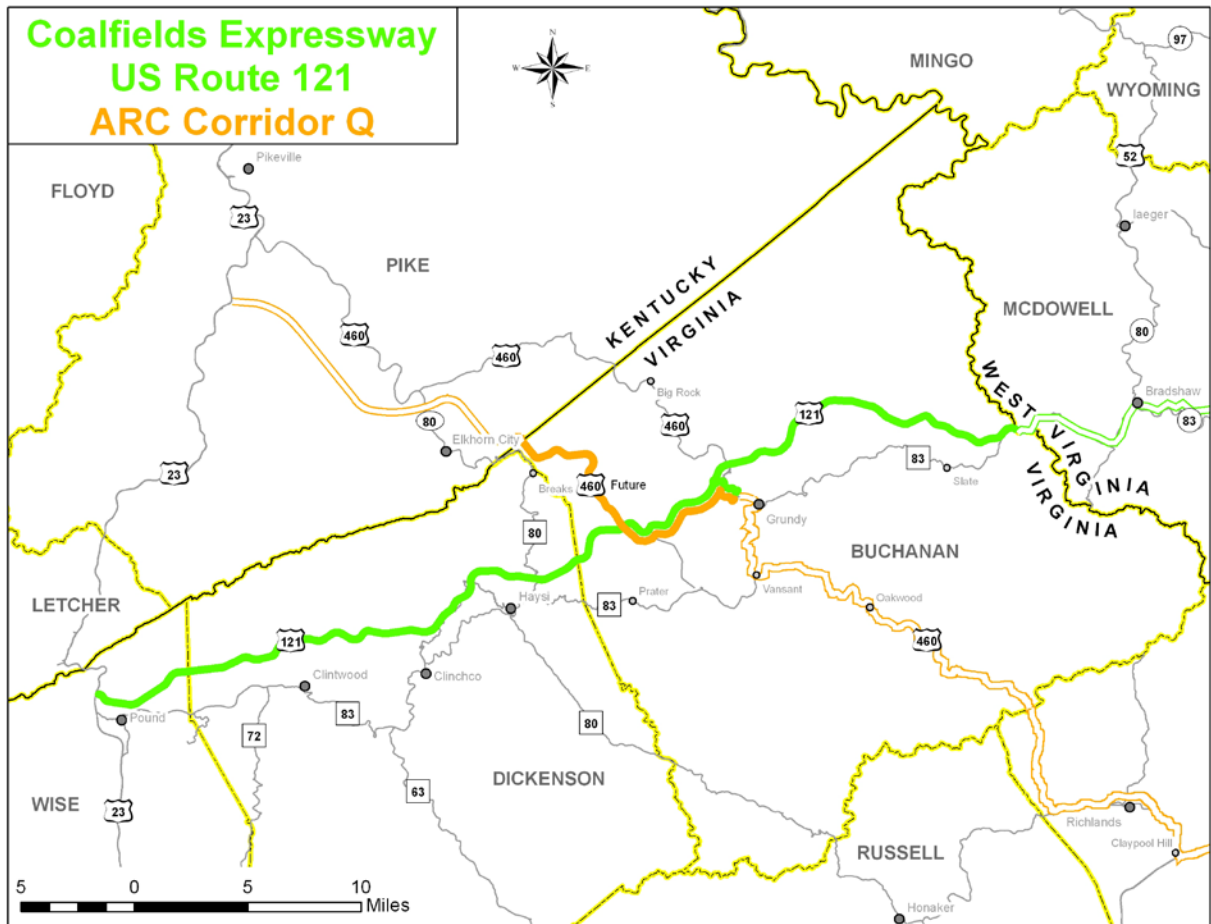 Coalfields Expressway
US Route 121
ARC Corridor Q
N
W
E
S
97
MINGO
WYOMING
Pikeville
52
FLOYD
23
Iaeger
PIKE
KENTUCKY
VIRGINIA
MCDOWELL
460
460
80
Big Rock
WEST VIRGINIA
VIRGINIA
Bradshaw
121
83
80
460
Elkhorn City
83
Slate
23
Breaks
460 Future
Grundy
80
BUCHANAN
Vansant
LETCHER
Haysi
83
Prater
Oakwood
121
460
Clinchco
Clintwood
Pound
83
72
80
DICKENSON
63
WISE
23
Richlands
Claypool Hill
RUSSELL
Honaker
5
0
5
10
Miles